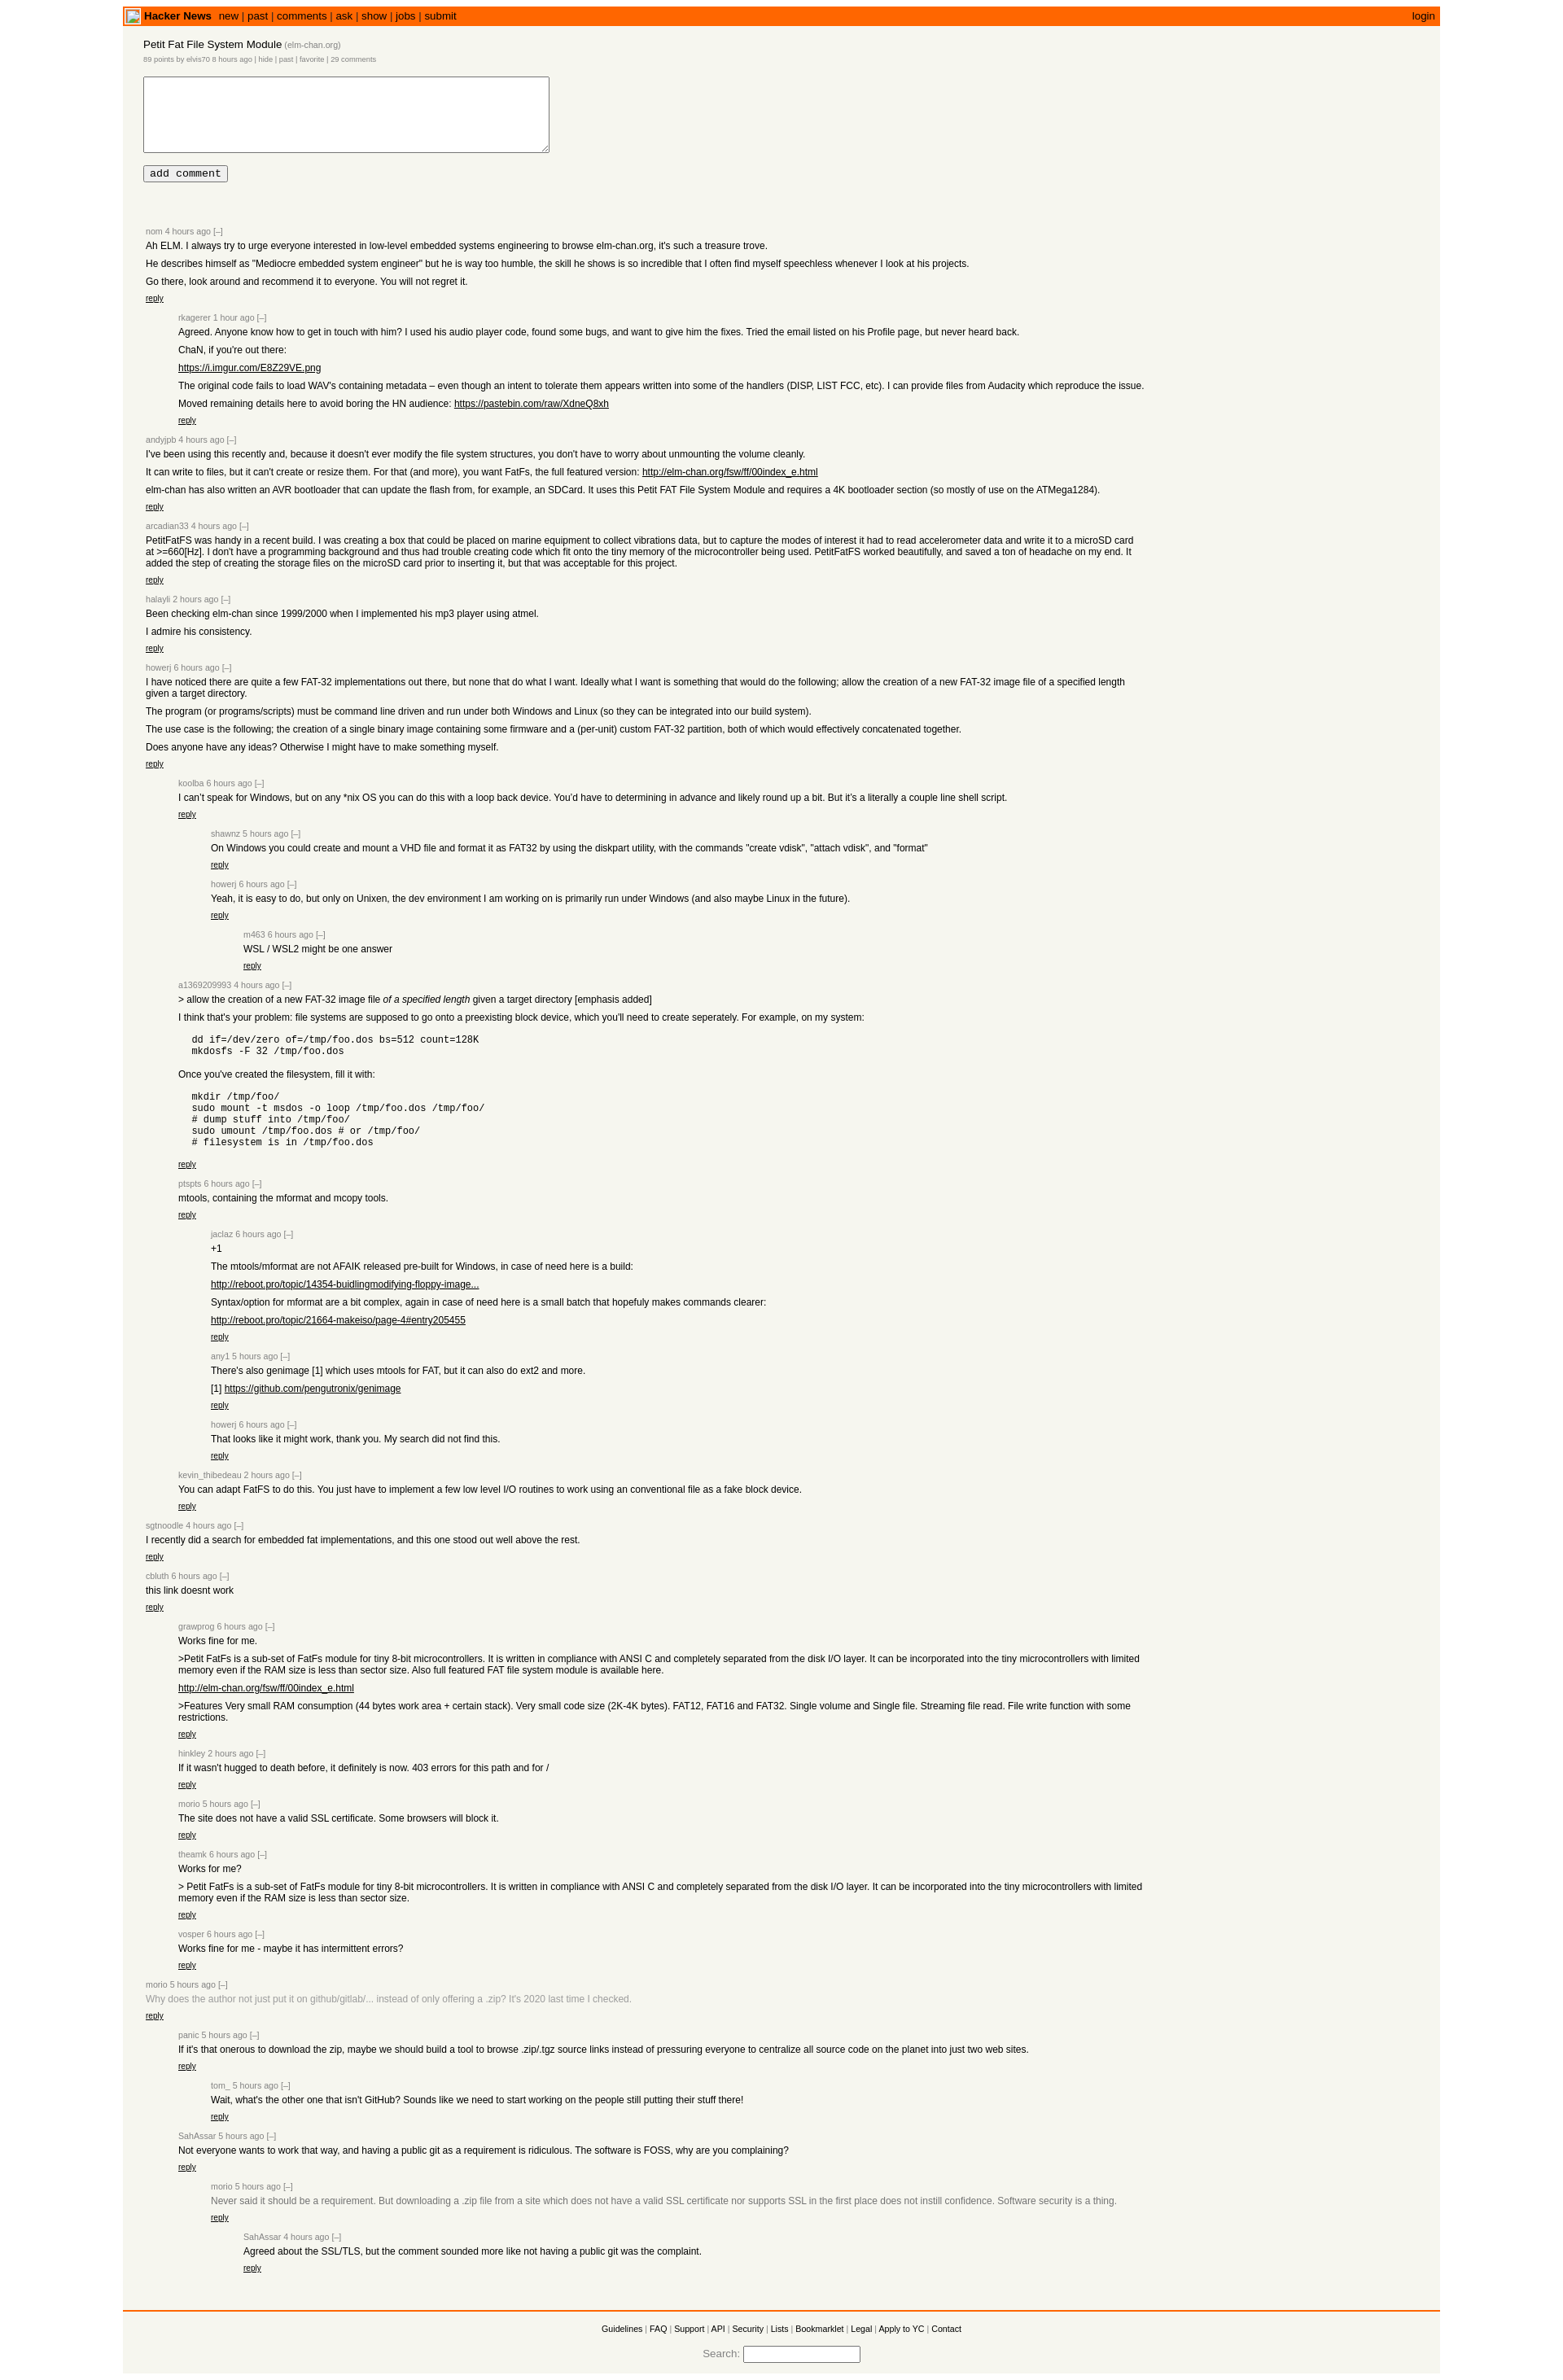 Hacker News new | past | comments | ask | show | jobs | submit login
Petit Fat File System Module (elm-chan.org)
89 points by elvis70 8 hours ago | hide | past | favorite | 29 comments
add comment
nom 4 hours ago [–]
Ah ELM. I always try to urge everyone interested in low-level embedded systems engineering to browse elm-chan.org, it's such a treasure trove.
He describes himself as "Mediocre embedded system engineer" but he is way too humble, the skill he shows is so incredible that I often find myself speechless whenever I look at his projects.
Go there, look around and recommend it to everyone. You will not regret it.
reply
rkagerer 1 hour ago [–]
Agreed. Anyone know how to get in touch with him? I used his audio player code, found some bugs, and want to give him the fixes. Tried the email listed on his Profile page, but never heard back.
ChaN, if you're out there:
https://i.imgur.com/E8Z29VE.png
The original code fails to load WAV's containing metadata – even though an intent to tolerate them appears written into some of the handlers (DISP, LIST FCC, etc). I can provide files from Audacity which reproduce the issue.
Moved remaining details here to avoid boring the HN audience: https://pastebin.com/raw/XdneQ8xh
reply
andyjpb 4 hours ago [–]
I've been using this recently and, because it doesn't ever modify the file system structures, you don't have to worry about unmounting the volume cleanly.
It can write to files, but it can't create or resize them. For that (and more), you want FatFs, the full featured version: http://elm-chan.org/fsw/ff/00index_e.html
elm-chan has also written an AVR bootloader that can update the flash from, for example, an SDCard. It uses this Petit FAT File System Module and requires a 4K bootloader section (so mostly of use on the ATMega1284).
reply
arcadian33 4 hours ago [–]
PetitFatFS was handy in a recent build. I was creating a box that could be placed on marine equipment to collect vibrations data, but to capture the modes of interest it had to read accelerometer data and write it to a microSD card
at >=660[Hz]. I don't have a programming background and thus had trouble creating code which fit onto the tiny memory of the microcontroller being used. PetitFatFS worked beautifully, and saved a ton of headache on my end. It
added the step of creating the storage files on the microSD card prior to inserting it, but that was acceptable for this project.
reply
halayli 2 hours ago [–]
Been checking elm-chan since 1999/2000 when I implemented his mp3 player using atmel.
I admire his consistency.
reply
howerj 6 hours ago [–]
I have noticed there are quite a few FAT-32 implementations out there, but none that do what I want. Ideally what I want is something that would do the following; allow the creation of a new FAT-32 image file of a specified length
given a target directory.
The program (or programs/scripts) must be command line driven and run under both Windows and Linux (so they can be integrated into our build system).
The use case is the following; the creation of a single binary image containing some firmware and a (per-unit) custom FAT-32 partition, both of which would effectively concatenated together.
Does anyone have any ideas? Otherwise I might have to make something myself.
reply
koolba 6 hours ago [–]
I can't speak for Windows, but on any *nix OS you can do this with a loop back device. You'd have to determining in advance and likely round up a bit. But it's a literally a couple line shell script.
reply
shawnz 5 hours ago [–]
On Windows you could create and mount a VHD file and format it as FAT32 by using the diskpart utility, with the commands "create vdisk", "attach vdisk", and "format"
reply
howerj 6 hours ago [–]
Yeah, it is easy to do, but only on Unixen, the dev environment I am working on is primarily run under Windows (and also maybe Linux in the future).
reply
m463 6 hours ago [–]
WSL / WSL2 might be one answer
reply
a1369209993 4 hours ago [–]
> allow the creation of a new FAT-32 image file of a specified length given a target directory [emphasis added]
I think that's your problem: file systems are supposed to go onto a preexisting block device, which you'll need to create seperately. For example, on my system:
dd if=/dev/zero of=/tmp/foo.dos bs=512 count=128K
mkdosfs -F 32 /tmp/foo.dos
Once you've created the filesystem, fill it with:
mkdir /tmp/foo/
sudo mount -t msdos -o loop /tmp/foo.dos /tmp/foo/
# dump stuff into /tmp/foo/
sudo umount /tmp/foo.dos # or /tmp/foo/
# filesystem is in /tmp/foo.dos
reply
ptspts 6 hours ago [–]
mtools, containing the mformat and mcopy tools.
reply
jaclaz 6 hours ago [–]
+1
The mtools/mformat are not AFAIK released pre-built for Windows, in case of need here is a build:
http://reboot.pro/topic/14354-buidlingmodifying-floppy-image...
Syntax/option for mformat are a bit complex, again in case of need here is a small batch that hopefuly makes commands clearer:
http://reboot.pro/topic/21664-makeiso/page-4#entry205455
reply
any1 5 hours ago [–]
There's also genimage [1] which uses mtools for FAT, but it can also do ext2 and more.
[1] https://github.com/pengutronix/genimage
reply
howerj 6 hours ago [–]
That looks like it might work, thank you. My search did not find this.
reply
kevin_thibedeau 2 hours ago [–]
You can adapt FatFS to do this. You just have to implement a few low level I/O routines to work using an conventional file as a fake block device.
reply
sgtnoodle 4 hours ago [–]
I recently did a search for embedded fat implementations, and this one stood out well above the rest.
reply
cbluth 6 hours ago [–]
this link doesnt work
reply
grawprog 6 hours ago [–]
Works fine for me.
>Petit FatFs is a sub-set of FatFs module for tiny 8-bit microcontrollers. It is written in compliance with ANSI C and completely separated from the disk I/O layer. It can be incorporated into the tiny microcontrollers with limited
memory even if the RAM size is less than sector size. Also full featured FAT file system module is available here.
http://elm-chan.org/fsw/ff/00index_e.html
>Features Very small RAM consumption (44 bytes work area + certain stack). Very small code size (2K-4K bytes). FAT12, FAT16 and FAT32. Single volume and Single file. Streaming file read. File write function with some
restrictions.
reply
hinkley 2 hours ago [–]
If it wasn't hugged to death before, it definitely is now. 403 errors for this path and for /
reply
morio 5 hours ago [–]
The site does not have a valid SSL certificate. Some browsers will block it.
reply
theamk 6 hours ago [–]
Works for me?
> Petit FatFs is a sub-set of FatFs module for tiny 8-bit microcontrollers. It is written in compliance with ANSI C and completely separated from the disk I/O layer. It can be incorporated into the tiny microcontrollers with limited
memory even if the RAM size is less than sector size.
reply
vosper 6 hours ago [–]
Works fine for me - maybe it has intermittent errors?
reply
morio 5 hours ago [–]
Why does the author not just put it on github/gitlab/... instead of only offering a .zip? It's 2020 last time I checked.
reply
panic 5 hours ago [–]
If it's that onerous to download the zip, maybe we should build a tool to browse .zip/.tgz source links instead of pressuring everyone to centralize all source code on the planet into just two web sites.
reply
tom_ 5 hours ago [–]
Wait, what's the other one that isn't GitHub? Sounds like we need to start working on the people still putting their stuff there!
reply
SahAssar 5 hours ago [–]
Not everyone wants to work that way, and having a public git as a requirement is ridiculous. The software is FOSS, why are you complaining?
reply
morio 5 hours ago [–]
Never said it should be a requirement. But downloading a .zip file from a site which does not have a valid SSL certificate nor supports SSL in the first place does not instill confidence. Software security is a thing.
reply
SahAssar 4 hours ago [–]
Agreed about the SSL/TLS, but the comment sounded more like not having a public git was the complaint.
reply
Guidelines | FAQ | Support | API | Security | Lists | Bookmarklet | Legal | Apply to YC | Contact
Search: